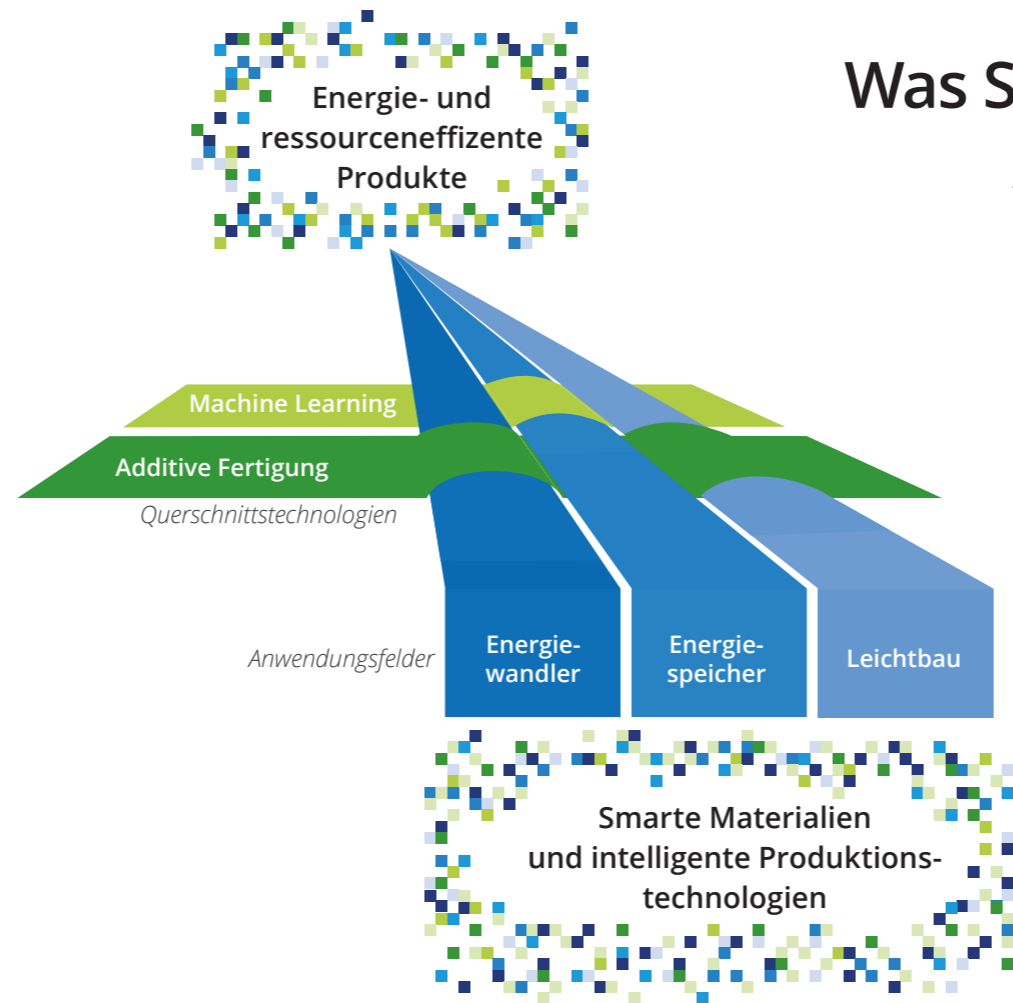 Was S
Energie- und
ressourceneffizente
Produkte
Machine Learning
Additive Fertigung
Querschnittstechnologien
Anwendungsfelder
Energie-
wandler
Energie-
speicher
Leichtbau
Smarte Materialien
und intelligente Produktions-
technologien